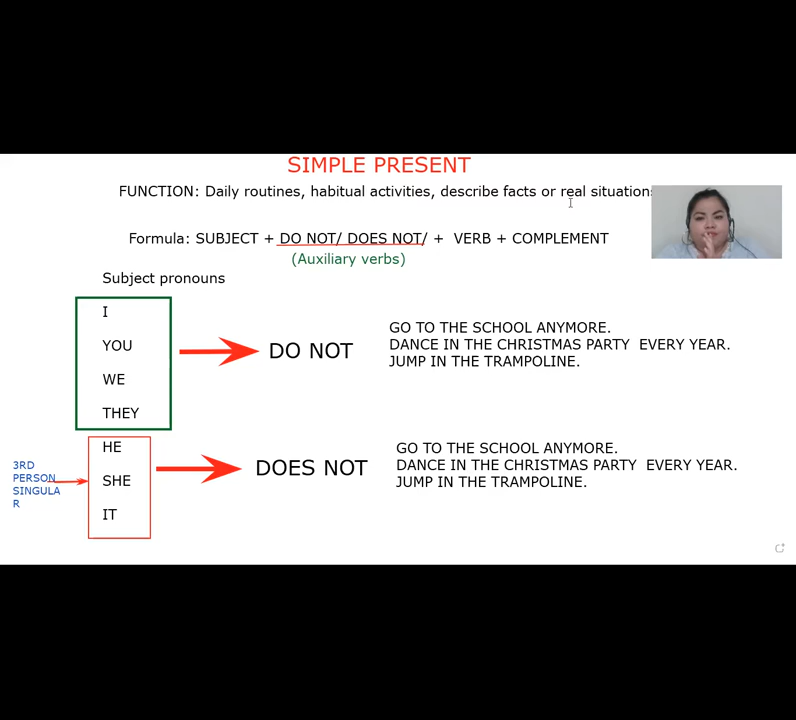 SIMPLE PRESENT
FUNCTION: Daily routines, habitual activities, describe facts or real situations
Formula: SUBJECT + DO NOT/ DOES NOT/ + VERB + COMPLEMENT
(Auxiliary verbs)
Subject pronouns
I
YOU
WE
THEY
DO NOT
GO TO THE SCHOOL ANYMORE.
DANCE IN THE CHRISTMAS PARTY EVERY YEAR.
JUMP IN THE TRAMPOLINE.
3RD
PERSON
SINGULA
R
HE
SHE
IT
DOES NOT
GO TO THE SCHOOL ANYMORE.
DANCE IN THE CHRISTMAS PARTY EVERY YEAR.
JUMP IN THE TRAMPOLINE.